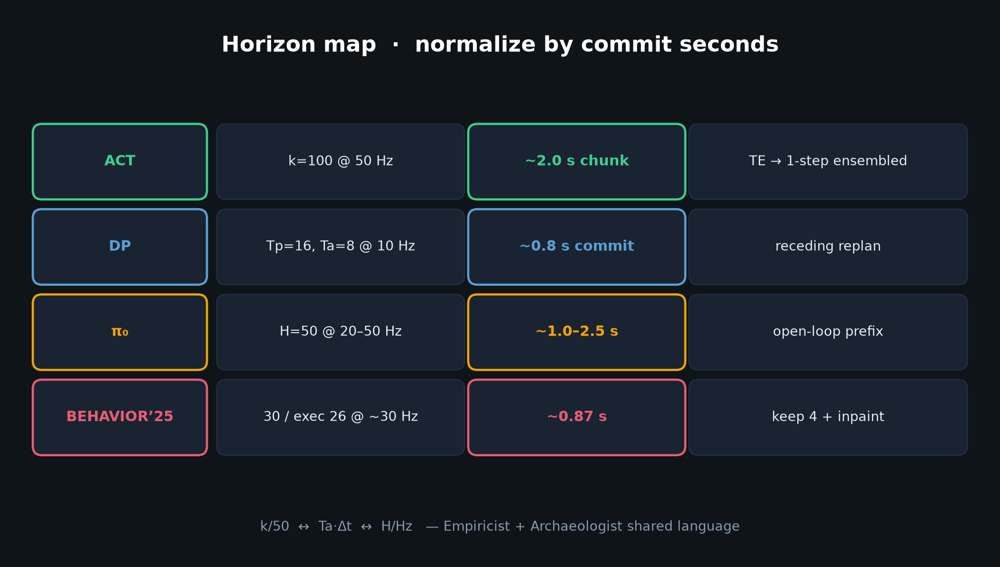 Horizon map · normalize by commit seconds
ACT
k=100 @ 50 Hz
~2.0 s chunk
TE → 1-step ensembled
DP
Tp=16, Ta=8 @ 10 Hz
~0.8 s commit
receding replan
π₀
H=50 @ 20–50 Hz
~1.0–2.5 s
open-loop prefix
BEHAVIOR’25
30 / exec 26 @ ~30 Hz
~0.87 s
keep 4 + inpaint
k/50 ↔ Ta·Δt ↔ H/Hz — Empiricist + Archaeologist shared language